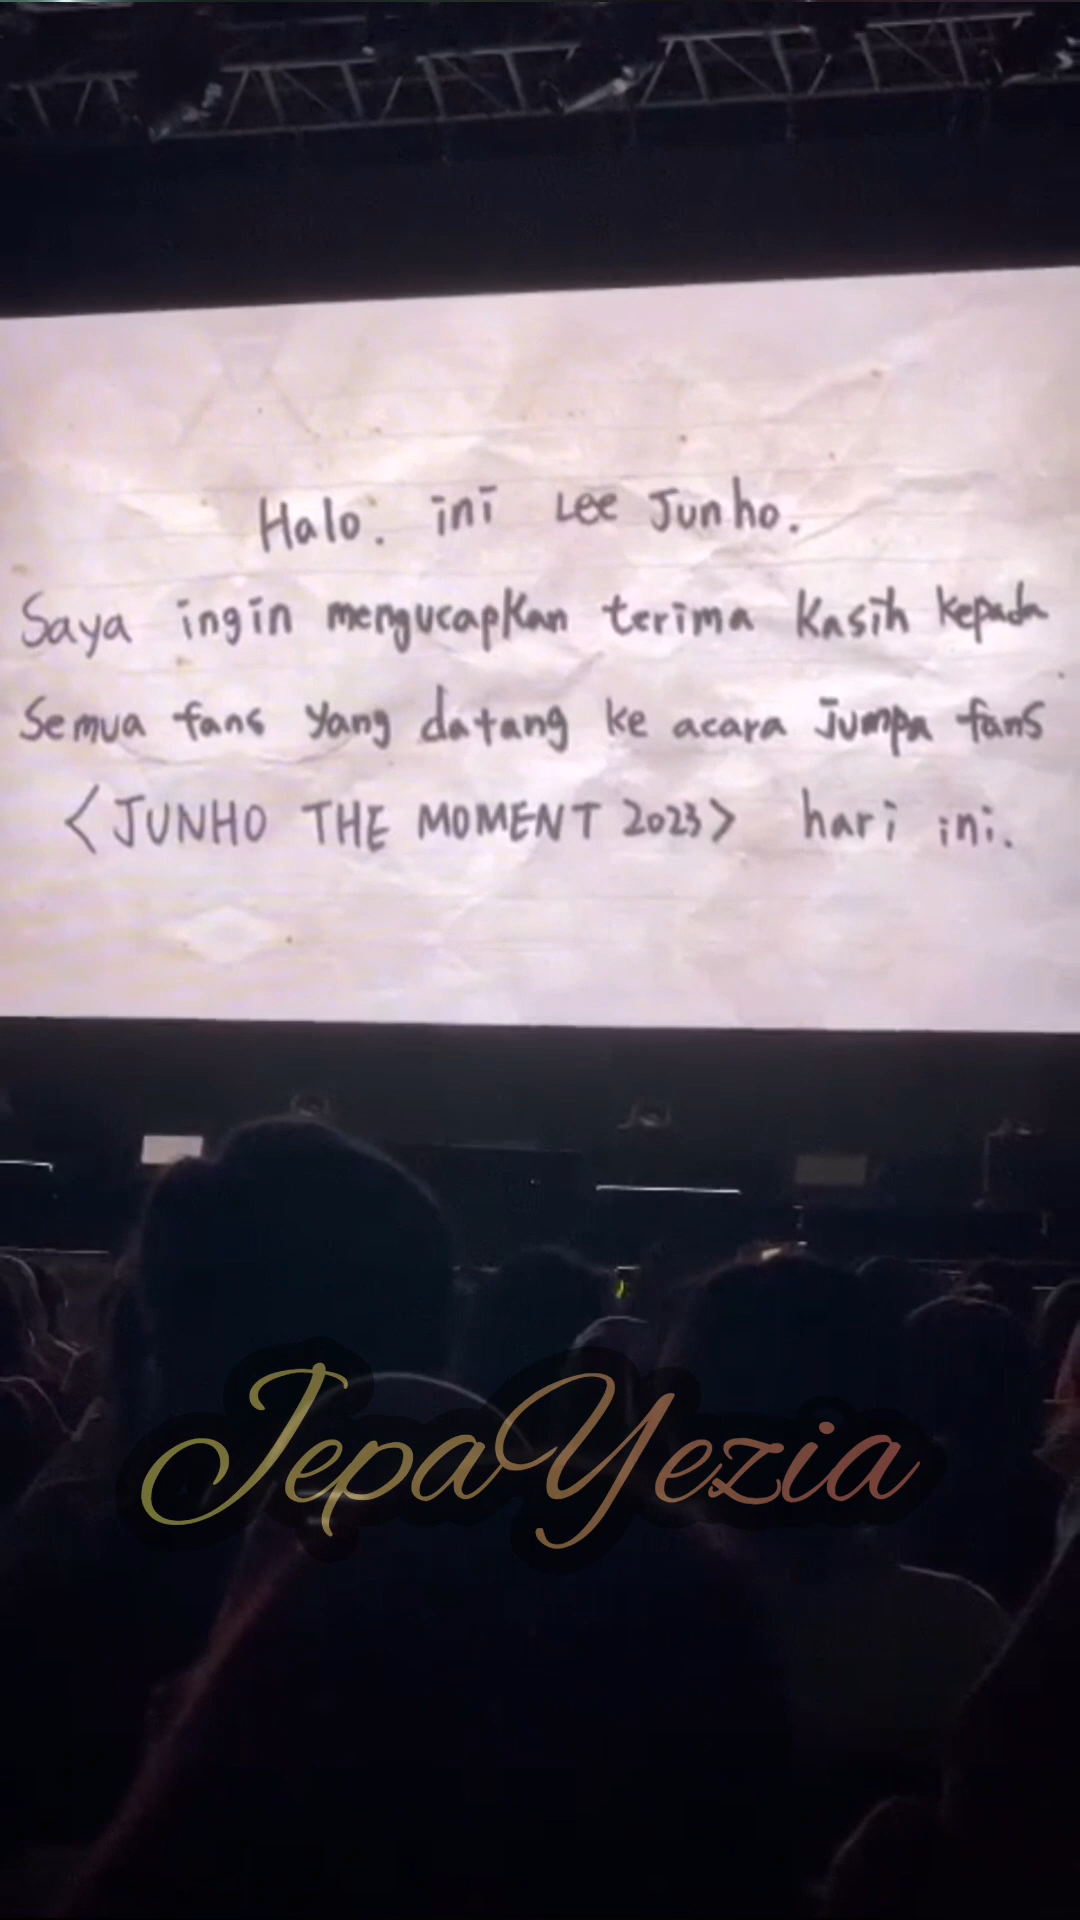 Halo. ini Lee Junho.
Saya ingin mengucapkan terima kasih kepada
Semua fans yang datang ke acara jumpa fans
<JUNHO THE MOMENT 2023> hari ini.
JepaYezia